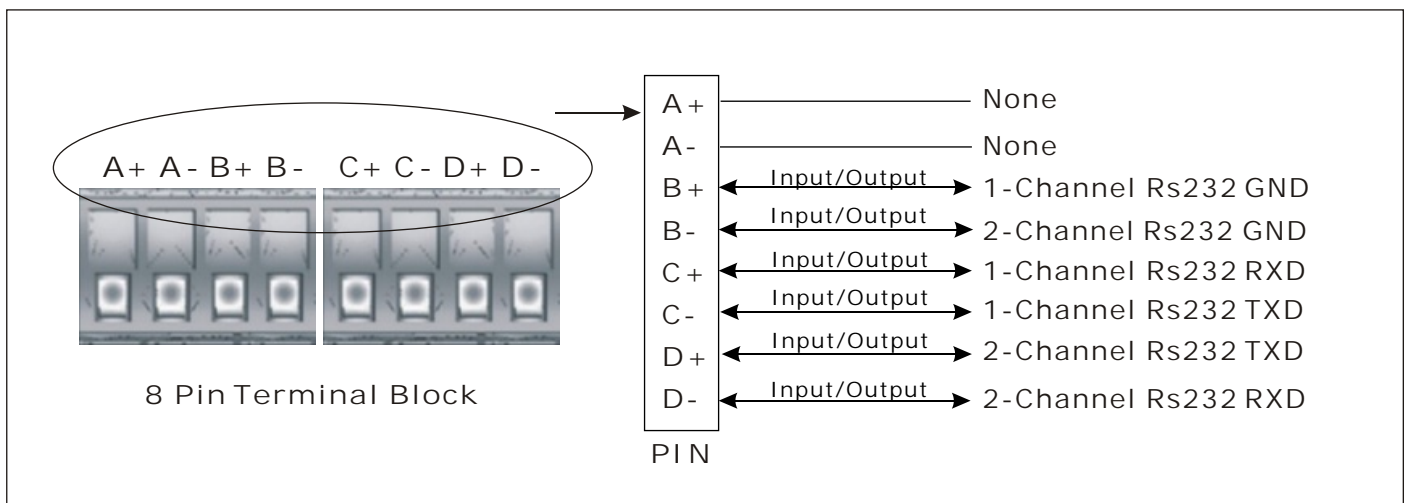 A+ A- B+ B- C+ C- D+ D-
8 Pin Terminal Block
A+ None
A- None
B+ Input/Output 1-Channel Rs232 GND
B- Input/Output 2-Channel Rs232 GND
C+ Input/Output 1-Channel Rs232 RXD
C- Input/Output 1-Channel Rs232 TXD
D+ Input/Output 2-Channel Rs232 TXD
D- Input/Output 2-Channel Rs232 RXD
PIN